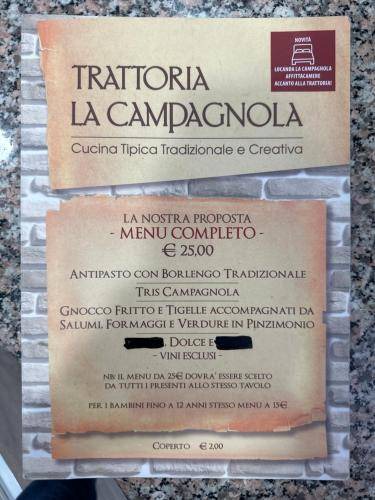 NOVITÀ
LOCANDA LA CAMPAGNOLA
AFFITTACAMERE
ACCANTO ALLA TRATTORIA!
TRATTORIA
LA CAMPAGNOLA
Cucina Tipica Tradizionale e Creativa
LA NOSTRA PROPOSTA
- MENU COMPLETO -
€ 25,00
ANTIPASTO CON BORLENGO TRADIZIONALE
TRIS CAMPAGNOLA
GNOCCO FRITTO E TIGELLE ACCOMPAGNATI DA
SALUMI, FORMAGGI E VERDURE IN PINZIMONIO
, DOLCE E
- VINI ESCLUSI -
NB: IL MENU DA 25€ DOVRA' ESSERE SCELTO
DA TUTTI I PRESENTI ALLO STESSO TAVOLO
PER I BAMBINI FINO A 12 ANNI STESSO MENU A 15€
COPERTO € 2,00